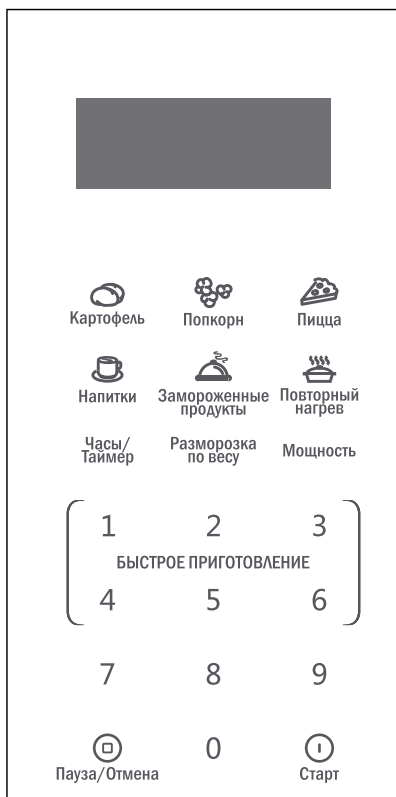 Картофель Попкорн Пицца
Напитки Замороженные продукты Повторный нагрев
Часы/ Таймер Разморозка по весу Мощность
1 2 3
БЫСТРОЕ ПРИГОТОВЛЕНИЕ
4 5 6
7 8 9
0
Пауза/Отмена Старт